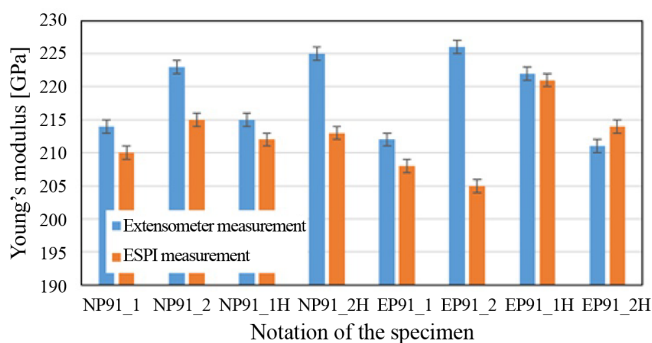 230
225
220
215
210
205
200
195
190
Young's modulus [GPa]
Extensometer measurement
ESPI measurement
NP91_1 NP91_2 NP91_1H NP91_2H EP91_1 EP91_2 EP91_1H EP91_2H
Notation of the specimen